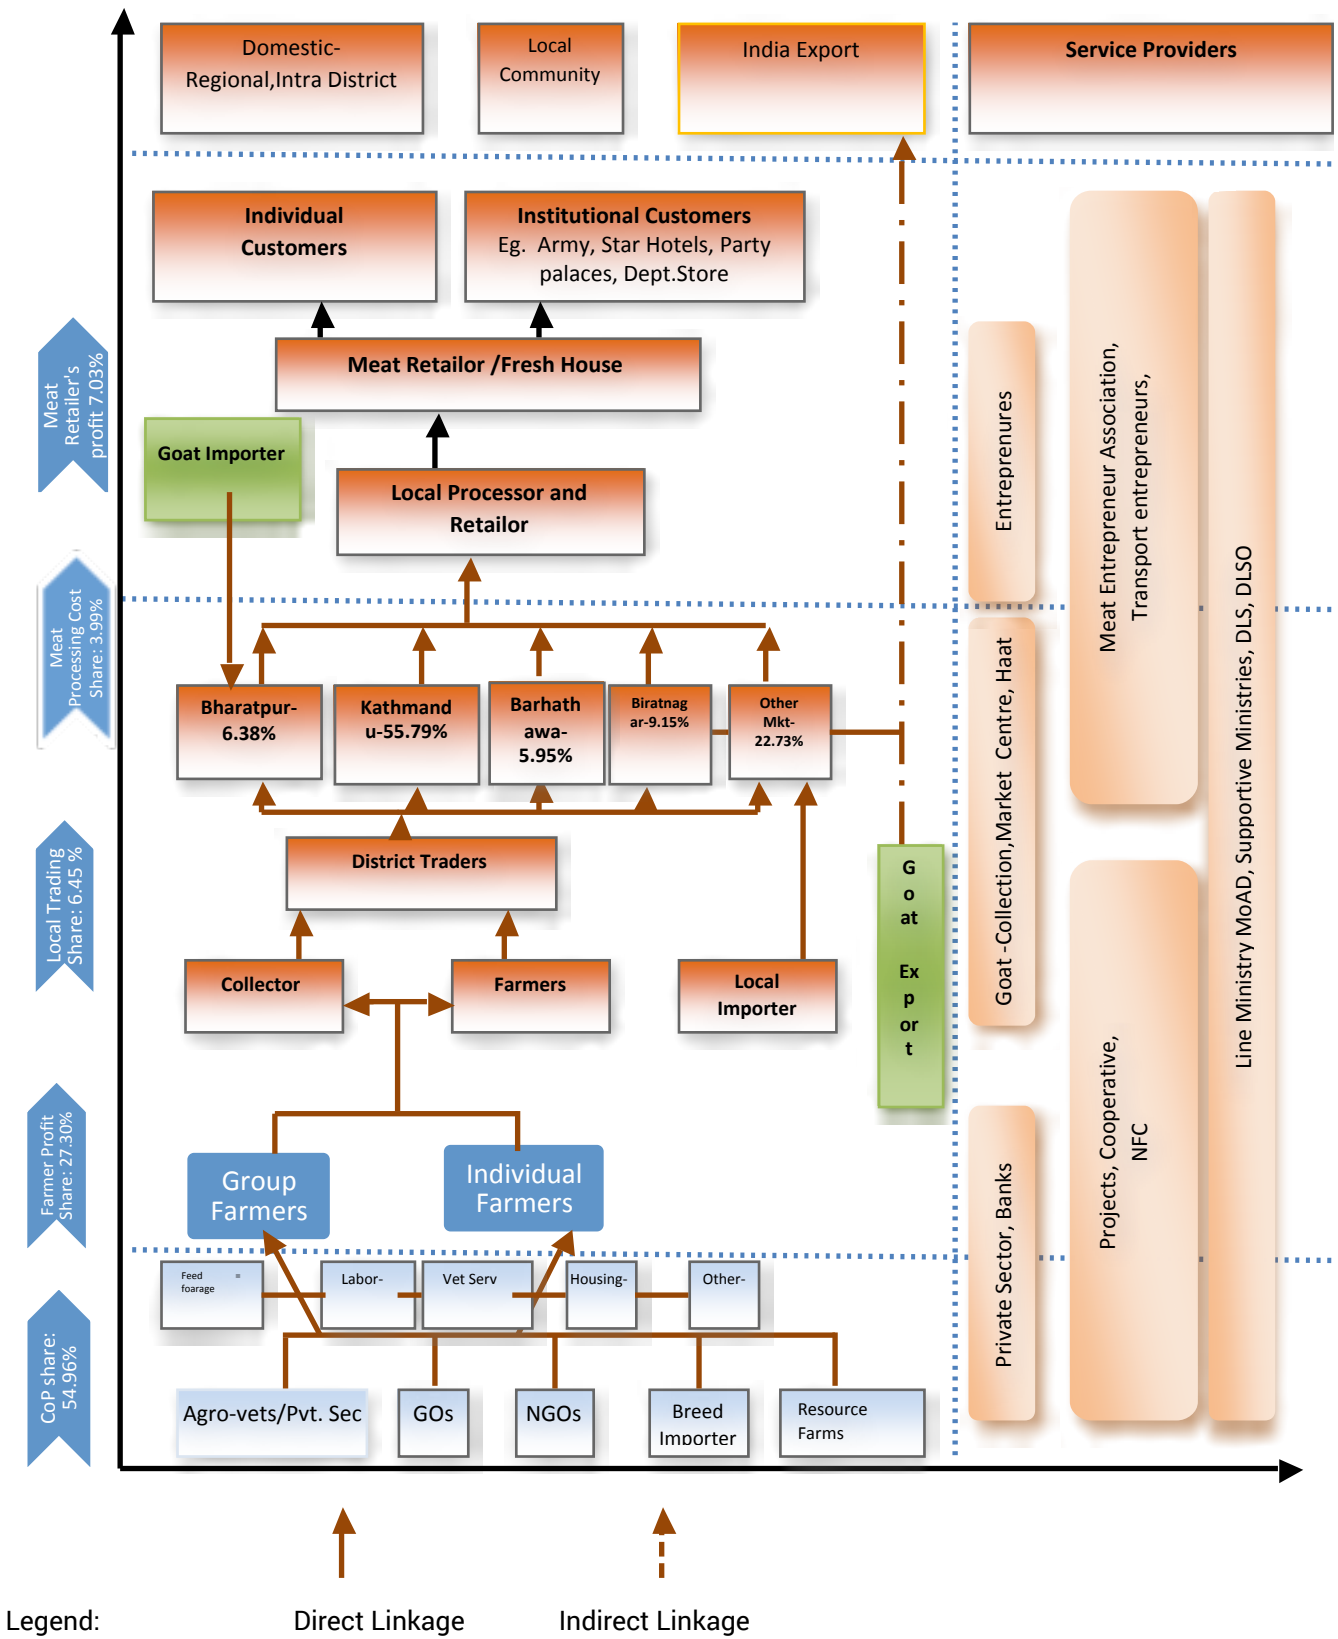 Domestic-
Regional,Intra District
Local
Community
India Export
Service Providers
Individual
Customers
Institutional Customers
Eg.  Army, Star Hotels, Party
palaces, Dept.Store
Meat Retailor /Fresh House
Goat Importer
Local Processor and
Retailor
Bharatpur-
6.38%
Kathmand
u-55.79%
Barhath
awa-
5.95%
Biratnag
ar-9.15%
Other
Mkt-
22.73%
District Traders
Collector
Farmers
Local
Importer
G
o
at
Ex
p
or
t
Group
Farmers
Individual
Farmers
Feed =
foarage
Labor-
Vet Serv
Housing-
Other-
Agro-vets/Pvt. Sec
GOs
NGOs
Breed
Importer
Resource
Farms
Meat
Retailer's
profit 7.03%
Meat
Processing Cost
Share: 3.99%
Local Trading
Share: 6.45 %
Farmer Profit
Share: 27.30%
CoP share:
54.96%
Entreprenures
Goat -Collection,Market  Centre, Haat
Private Sector, Banks
Meat Entrepreneur Association,
Transport entrepreneurs,
Projects, Cooperative,
NFC
Line Ministry MoAD, Supportive Ministries, DLS, DLSO
Legend:
Direct Linkage
Indirect Linkage